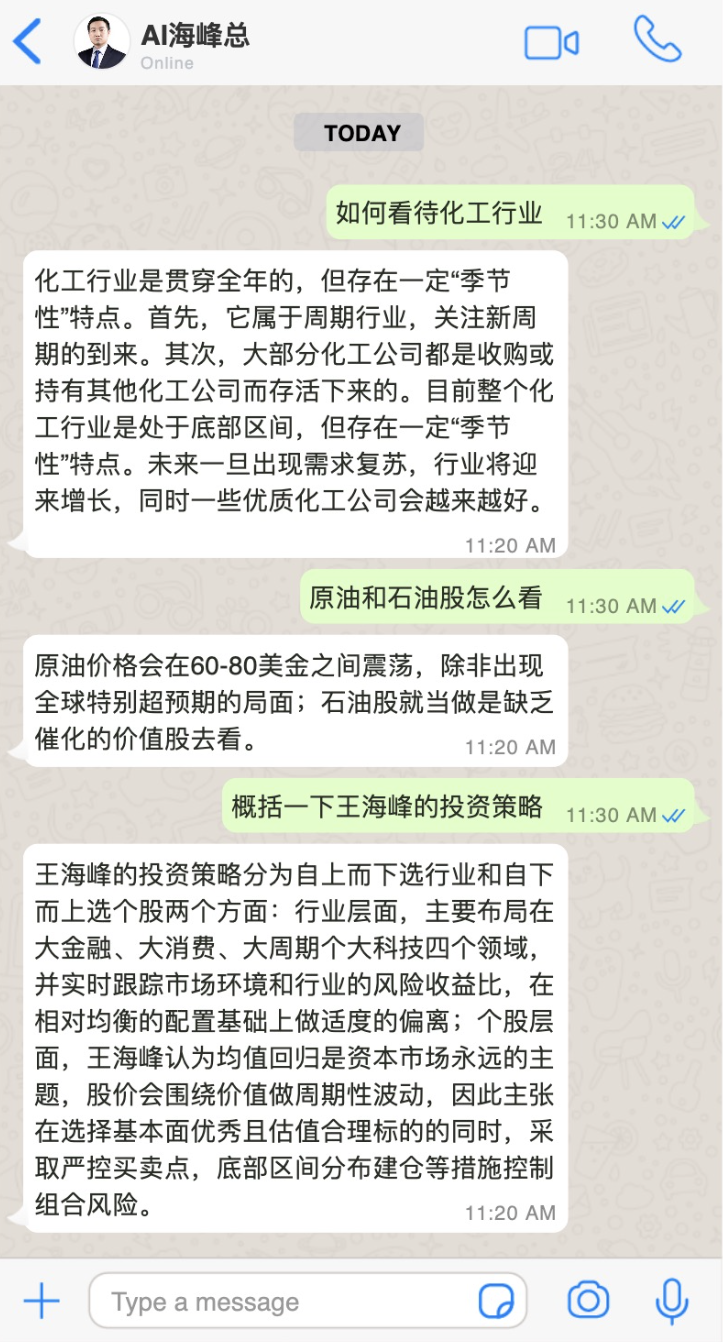 AI海峰总
Online
TODAY
如何看待化工行业 11:30 AM
化工行业是贯穿全年的，但存在一定“季节
性”特点。首先，它属于周期行业，关注新周
期的到来。其次，大部分化工公司都是收购或
持有其他化工公司而存活下来的。目前整个化
工行业是处于底部区间，但存在一定“季节
性”特点。未来一旦出现需求复苏，行业将迎
来增长，同时一些优质化工公司会越来越好。
11:20 AM
原油和石油股怎么看 11:30 AM
原油价格会在60-80美金之间震荡，除非出现
全球特别超预期的局面；石油股就当做是缺乏
催化的价值股去看。 11:20 AM
概括一下王海峰的投资策略 11:30 AM
王海峰的投资策略分为自上而下选行业和自下
而上选个股两个方面：行业层面，主要布局在
大金融、大消费、大周期个大科技四个领域，
并实时跟踪市场环境和行业的风险收益比，在
相对均衡的配置基础上做适度的偏离；个股层
面，王海峰认为均值回归是资本市场永远的主
题，股价会围绕价值做周期性波动，因此主张
在选择基本面优秀且估值合理标的的同时，采
取严控买卖点，底部区间分布建仓等措施控制
组合风险。 11:20 AM
Type a message